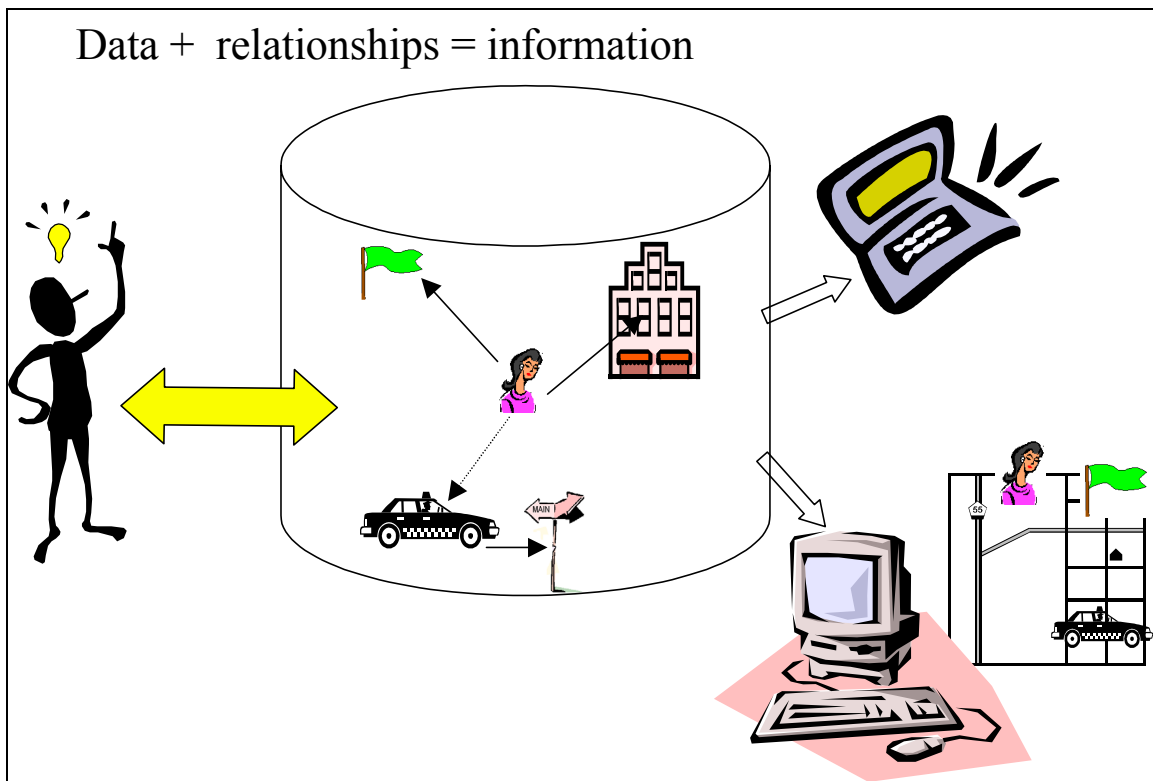 Data + relationships = information
MAIN
55